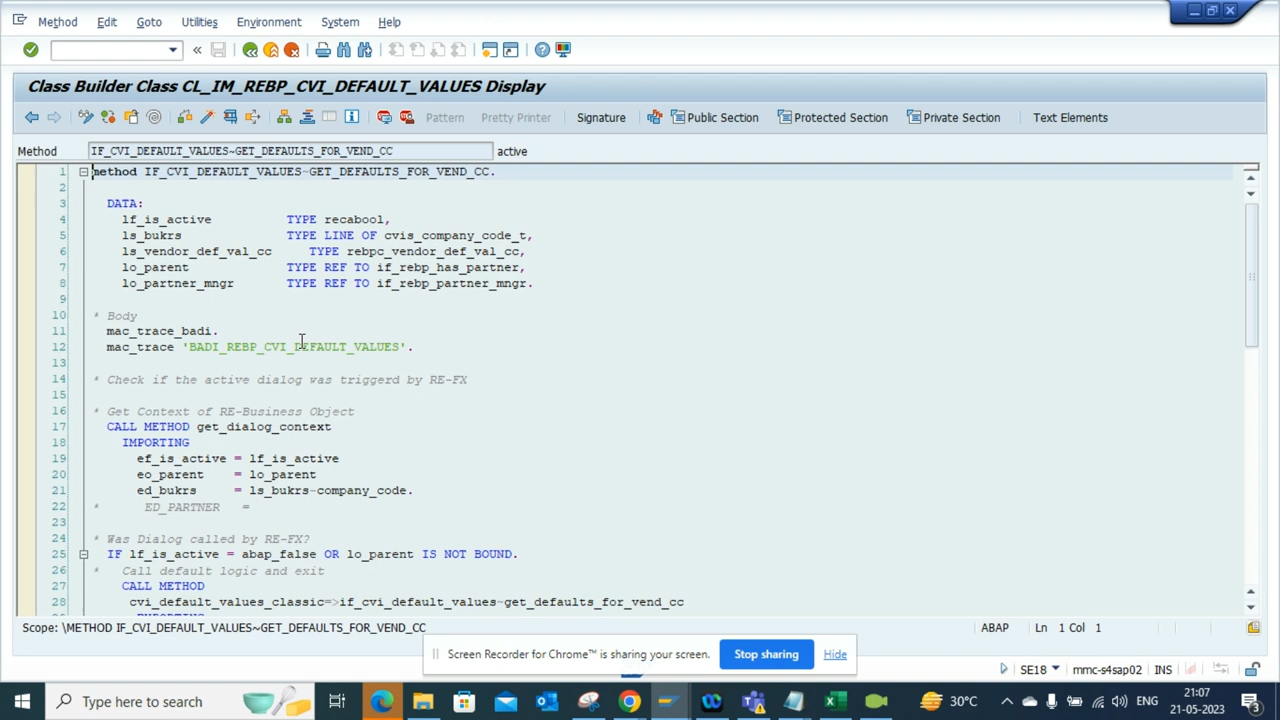 Method Edit Goto Utilities Environment System Help
Class Builder Class CL_IM_REBP_CVI_DEFAULT_VALUES Display
Pattern Pretty Printer Signature Public Section Protected Section Private Section Text Elements
Method IF_CVI_DEFAULT_VALUES~GET_DEFAULTS_FOR_VEND_CC active
1 method IF_CVI_DEFAULT_VALUES~GET_DEFAULTS_FOR_VEND_CC.
2
3 DATA:
4 lf_is_active TYPE recabool,
5 ls_bukrs TYPE LINE OF cvis_company_code_t,
6 ls_vendor_def_val_cc TYPE rebpc_vendor_def_val_cc,
7 lo_parent TYPE REF TO if_rebp_has_partner,
8 lo_partner_mngr TYPE REF TO if_rebp_partner_mngr.
9
10 * Body
11 mac_trace_badi.
12 mac_trace 'BADI_REBP_CVI_DEFAULT_VALUES'.
13
14 * Check if the active dialog was triggerd by RE-FX
15
16 * Get Context of RE-Business Object
17 CALL METHOD get_dialog_context
18 IMPORTING
19 ef_is_active = lf_is_active
20 eo_parent = lo_parent
21 ed_bukrs = ls_bukrs-company_code.
22 * ED_PARTNER =
23
24 * Was Dialog called by RE-FX?
25 IF lf_is_active = abap_false OR lo_parent IS NOT BOUND.
26 * Call default logic and exit
27 CALL METHOD
28 cvi_default_values_classic=>if_cvi_default_values~get_defaults_for_vend_cc
Scope: \METHOD IF_CVI_DEFAULT_VALUES~GET_DEFAULTS_FOR_VEND_CC ABAP Ln 1 Col 1
Screen Recorder for Chrome™ is sharing your screen. Stop sharing Hide
SE18 mmc-s4sap02 INS
Type here to search 30°C ENG 21:07
21-05-2023 3